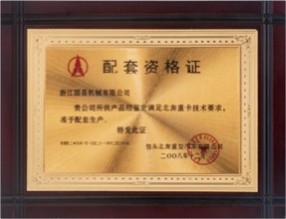 配套资格证
浙江 机械有限公司
贵公司所供产品经鉴定满足北奔重卡技术要求，
准予配套生产。
特发此证
包头北奔重型汽车有限公司
二〇〇八年